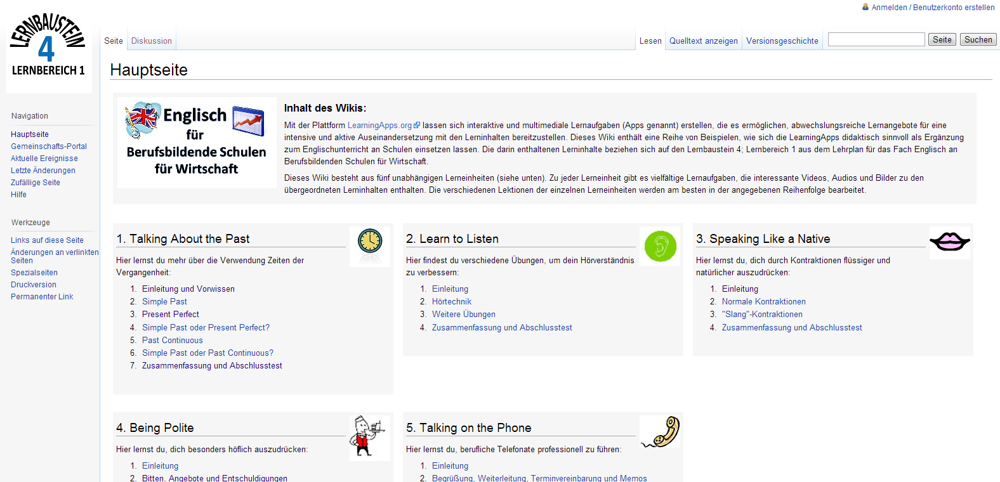 Anmelden / Benutzerkonto erstellen
LERNBAUSTEIN
4
LERNBEREICH 1
Seite
Diskussion
Lesen
Quelltext anzeigen
Versionsgeschichte
Seite
Suchen
Hauptseite
Navigation
Hauptseite
Gemeinschafts-Portal
Aktuelle Ereignisse
Letzte Änderungen
Zufällige Seite
Hilfe
Werkzeuge
Links auf diese Seite
Änderungen an verlinkten
Seiten
Spezialseiten
Druckversion
Permanenter Link
Englisch
für
Berufsbildende Schulen
für Wirtschaft
Inhalt des Wikis:
Mit der Plattform LearningApps.org lassen sich interaktive und multimediale Lernaufgaben (Apps genannt) erstellen, die es ermöglichen, abwechslungsreiche Lernangebote für eine
intensive und aktive Auseinandersetzung mit den Lerninhalten bereitzustellen. Dieses Wiki enthält eine Reihe von Beispielen, wie sich die LearningApps didaktisch sinnvoll als Ergänzung
zum Englischunterricht an Schulen einsetzen lassen. Die darin enthaltenen Lerninhalte beziehen sich auf den Lernbaustein 4; Lernbereich 1 aus dem Lehrplan für das Fach Englisch an
Berufsbildenden Schulen für Wirtschaft.
Dieses Wiki besteht aus fünf unabhängigen Lerneinheiten (siehe unten). Zu jeder Lerneinheit gibt es vielfältige Lernaufgaben, die interessante Videos, Audios und Bilder zu den
übergeordneten Lerninhalten enthalten. Die verschiedenen Lektionen der einzelnen Lerneinheiten werden am besten in der angegebenen Reihenfolge bearbeitet.
1. Talking About the Past
Hier lernst du mehr über die Verwendung Zeiten der
Vergangenheit:
1. Einleitung und Vorwissen
2. Simple Past
3. Present Perfect
4. Simple Past oder Present Perfect?
5. Past Continuous
6. Simple Past oder Past Continuous?
7. Zusammenfassung und Abschlusstest
2. Learn to Listen
Hier findest du verschiedene Übungen, um dein Hörverständnis
zu verbessern:
1. Einleitung
2. Hörtechnik
3. Weitere Übungen
4. Zusammenfassung und Abschlusstest
3. Speaking Like a Native
Hier lernst du, dich durch Kontraktionen flüssiger und
natürlicher auszudrücken:
1. Einleitung
2. Normale Kontraktionen
3. "Slang"-Kontraktionen
4. Zusammenfassung und Abschlusstest
4. Being Polite
Hier lernst du, dich besonders höflich auszudrücken:
1. Einleitung
2. Bitten, Angebote und Entschuldigungen
5. Talking on the Phone
Hier lernst du, berufliche Telefonate professionell zu führen:
1. Einleitung
2. Begrüßung, Weiterleitung, Terminvereinbarung und Memos